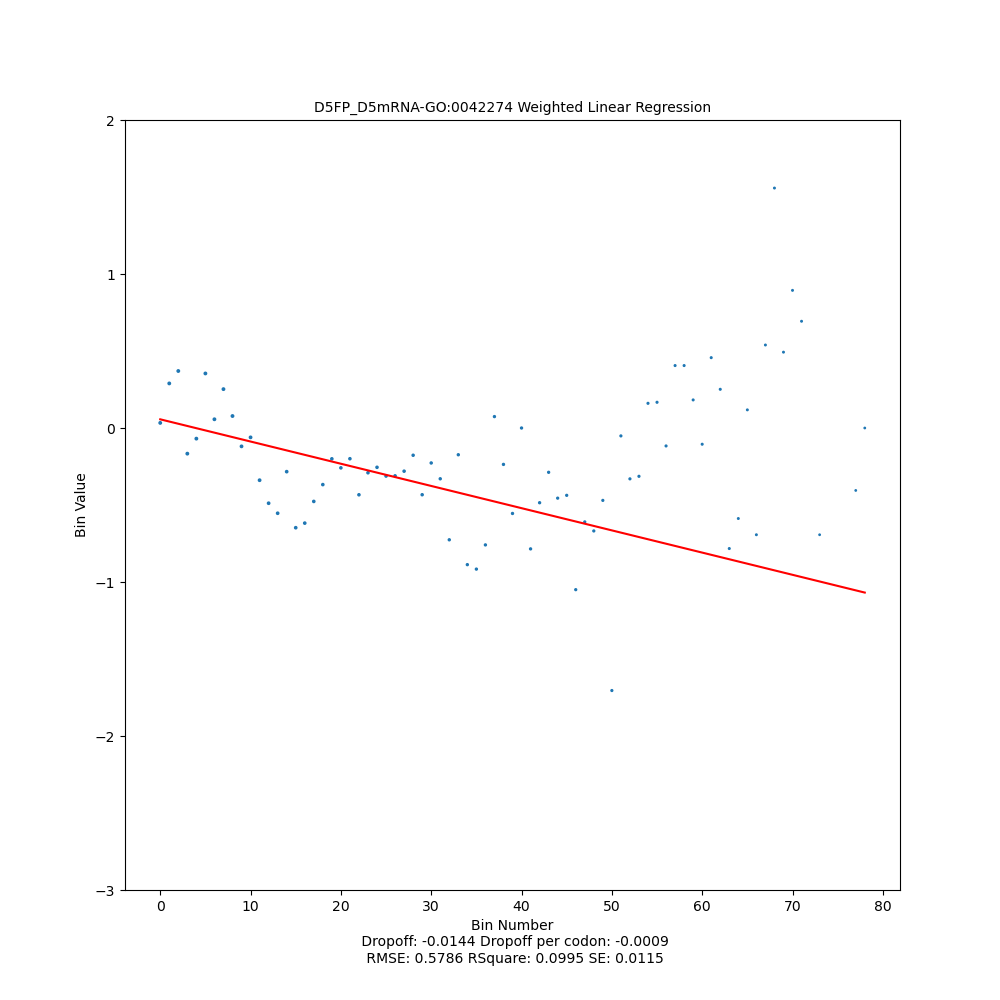 D5FP_D5mRNA-GO:0042274 Weighted Linear Regression
2
1
0
−1
−2
−3
Bin Value
0 10 20 30 40 50 60 70 80
Bin Number
Dropoff: -0.0144 Dropoff per codon: -0.0009
RMSE: 0.5786 RSquare: 0.0995 SE: 0.0115